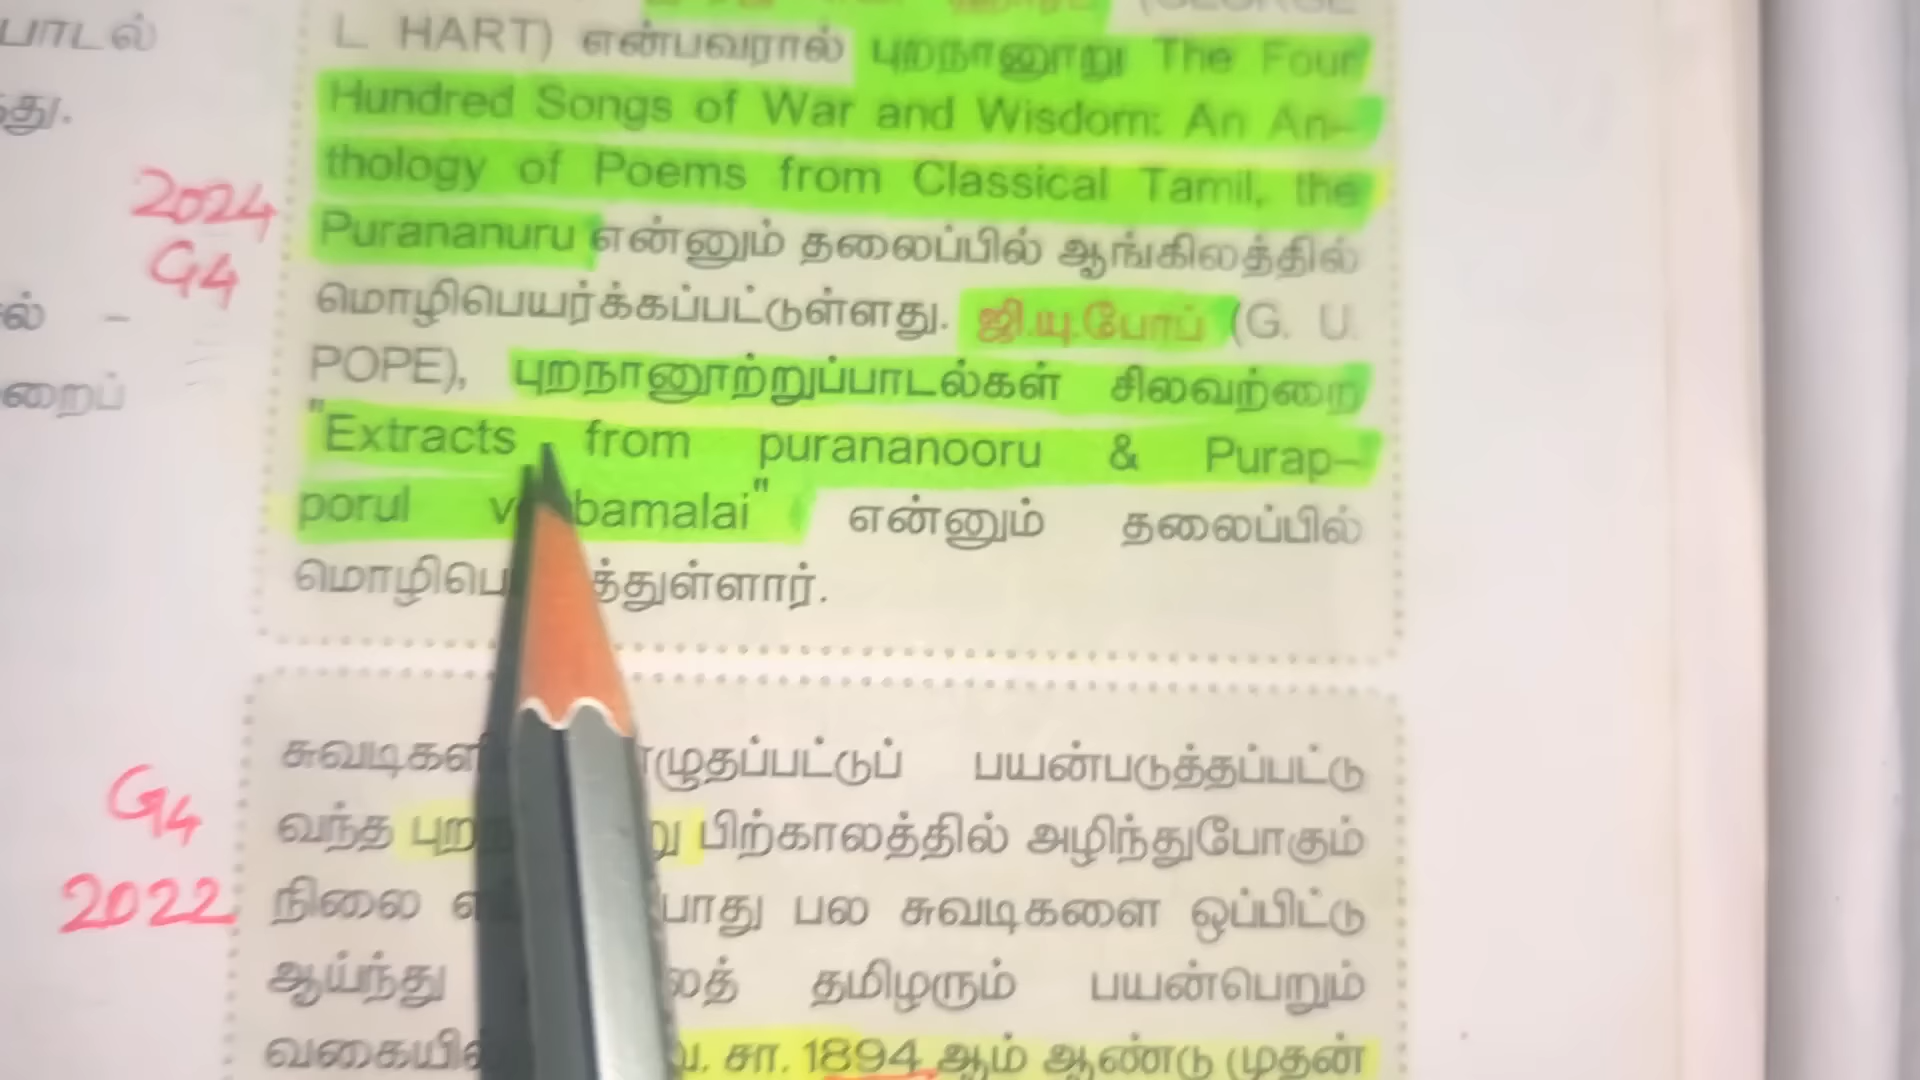 பாடல்
து.
ல் -
றைப்
2024
G4
G4
2022
L HART) என்பவரால் புறநானூறு The Four
Hundred Songs of War and Wisdom: An An-
thology of Poems from Classical Tamil, the
Purananuru என்னும் தலைப்பில் ஆங்கிலத்தில்
மொழிபெயர்க்கப்பட்டுள்ளது. ஜி.யு.போப் (G. U.
POPE), புறநானூற்றுப்பாடல்கள் சிலவற்றை
"Extracts from purananooru & Purap-
porul v bamalai" என்னும் தலைப்பில்
மொழிபெ த்துள்ளார்.
சுவடிகளி ழுதப்பட்டுப் பயன்படுத்தப்பட்டு
வந்த புற று பிற்காலத்தில் அழிந்துபோகும்
நிலை பாது பல சுவடிகளை ஒப்பிட்டு
ஆய்ந்து லத் தமிழரும் பயன்பெறும்
வகையில் வே. சா. 1894 ஆம் ஆண்டு முதன்